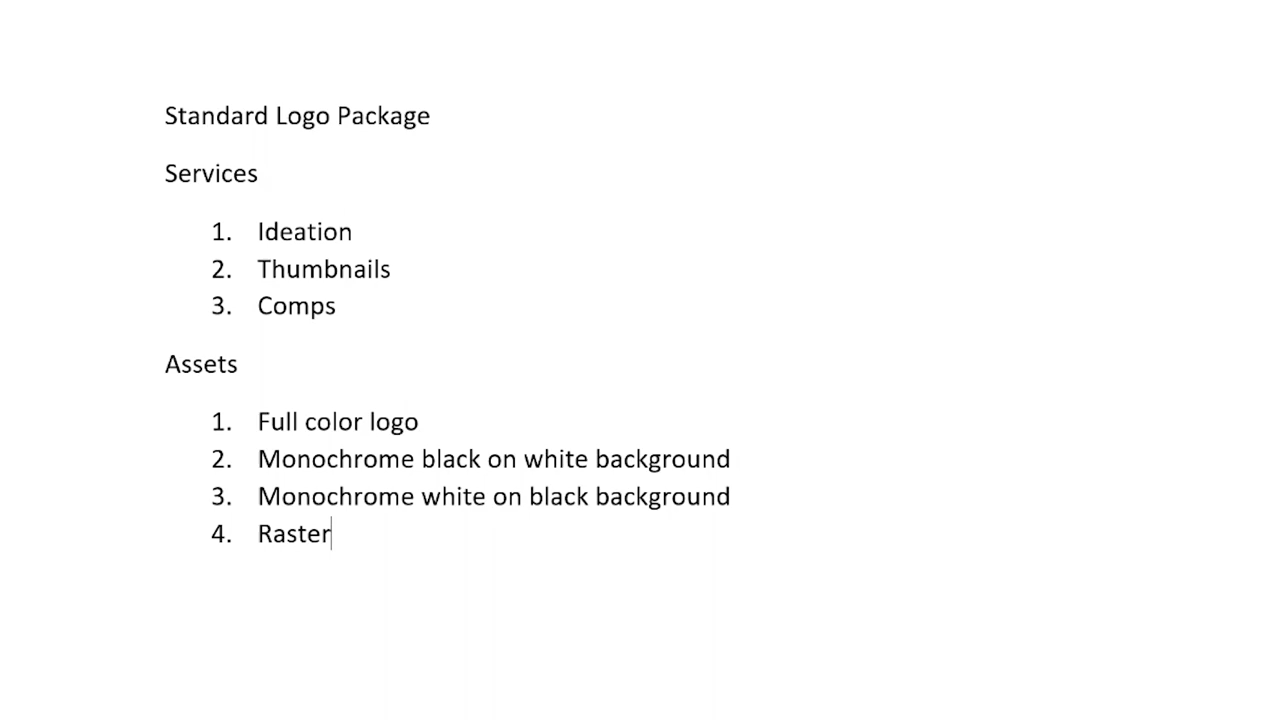 Standard Logo Package
Services
1. Ideation
2. Thumbnails
3. Comps
Assets
1. Full color logo
2. Monochrome black on white background
3. Monochrome white on black background
4. Raster